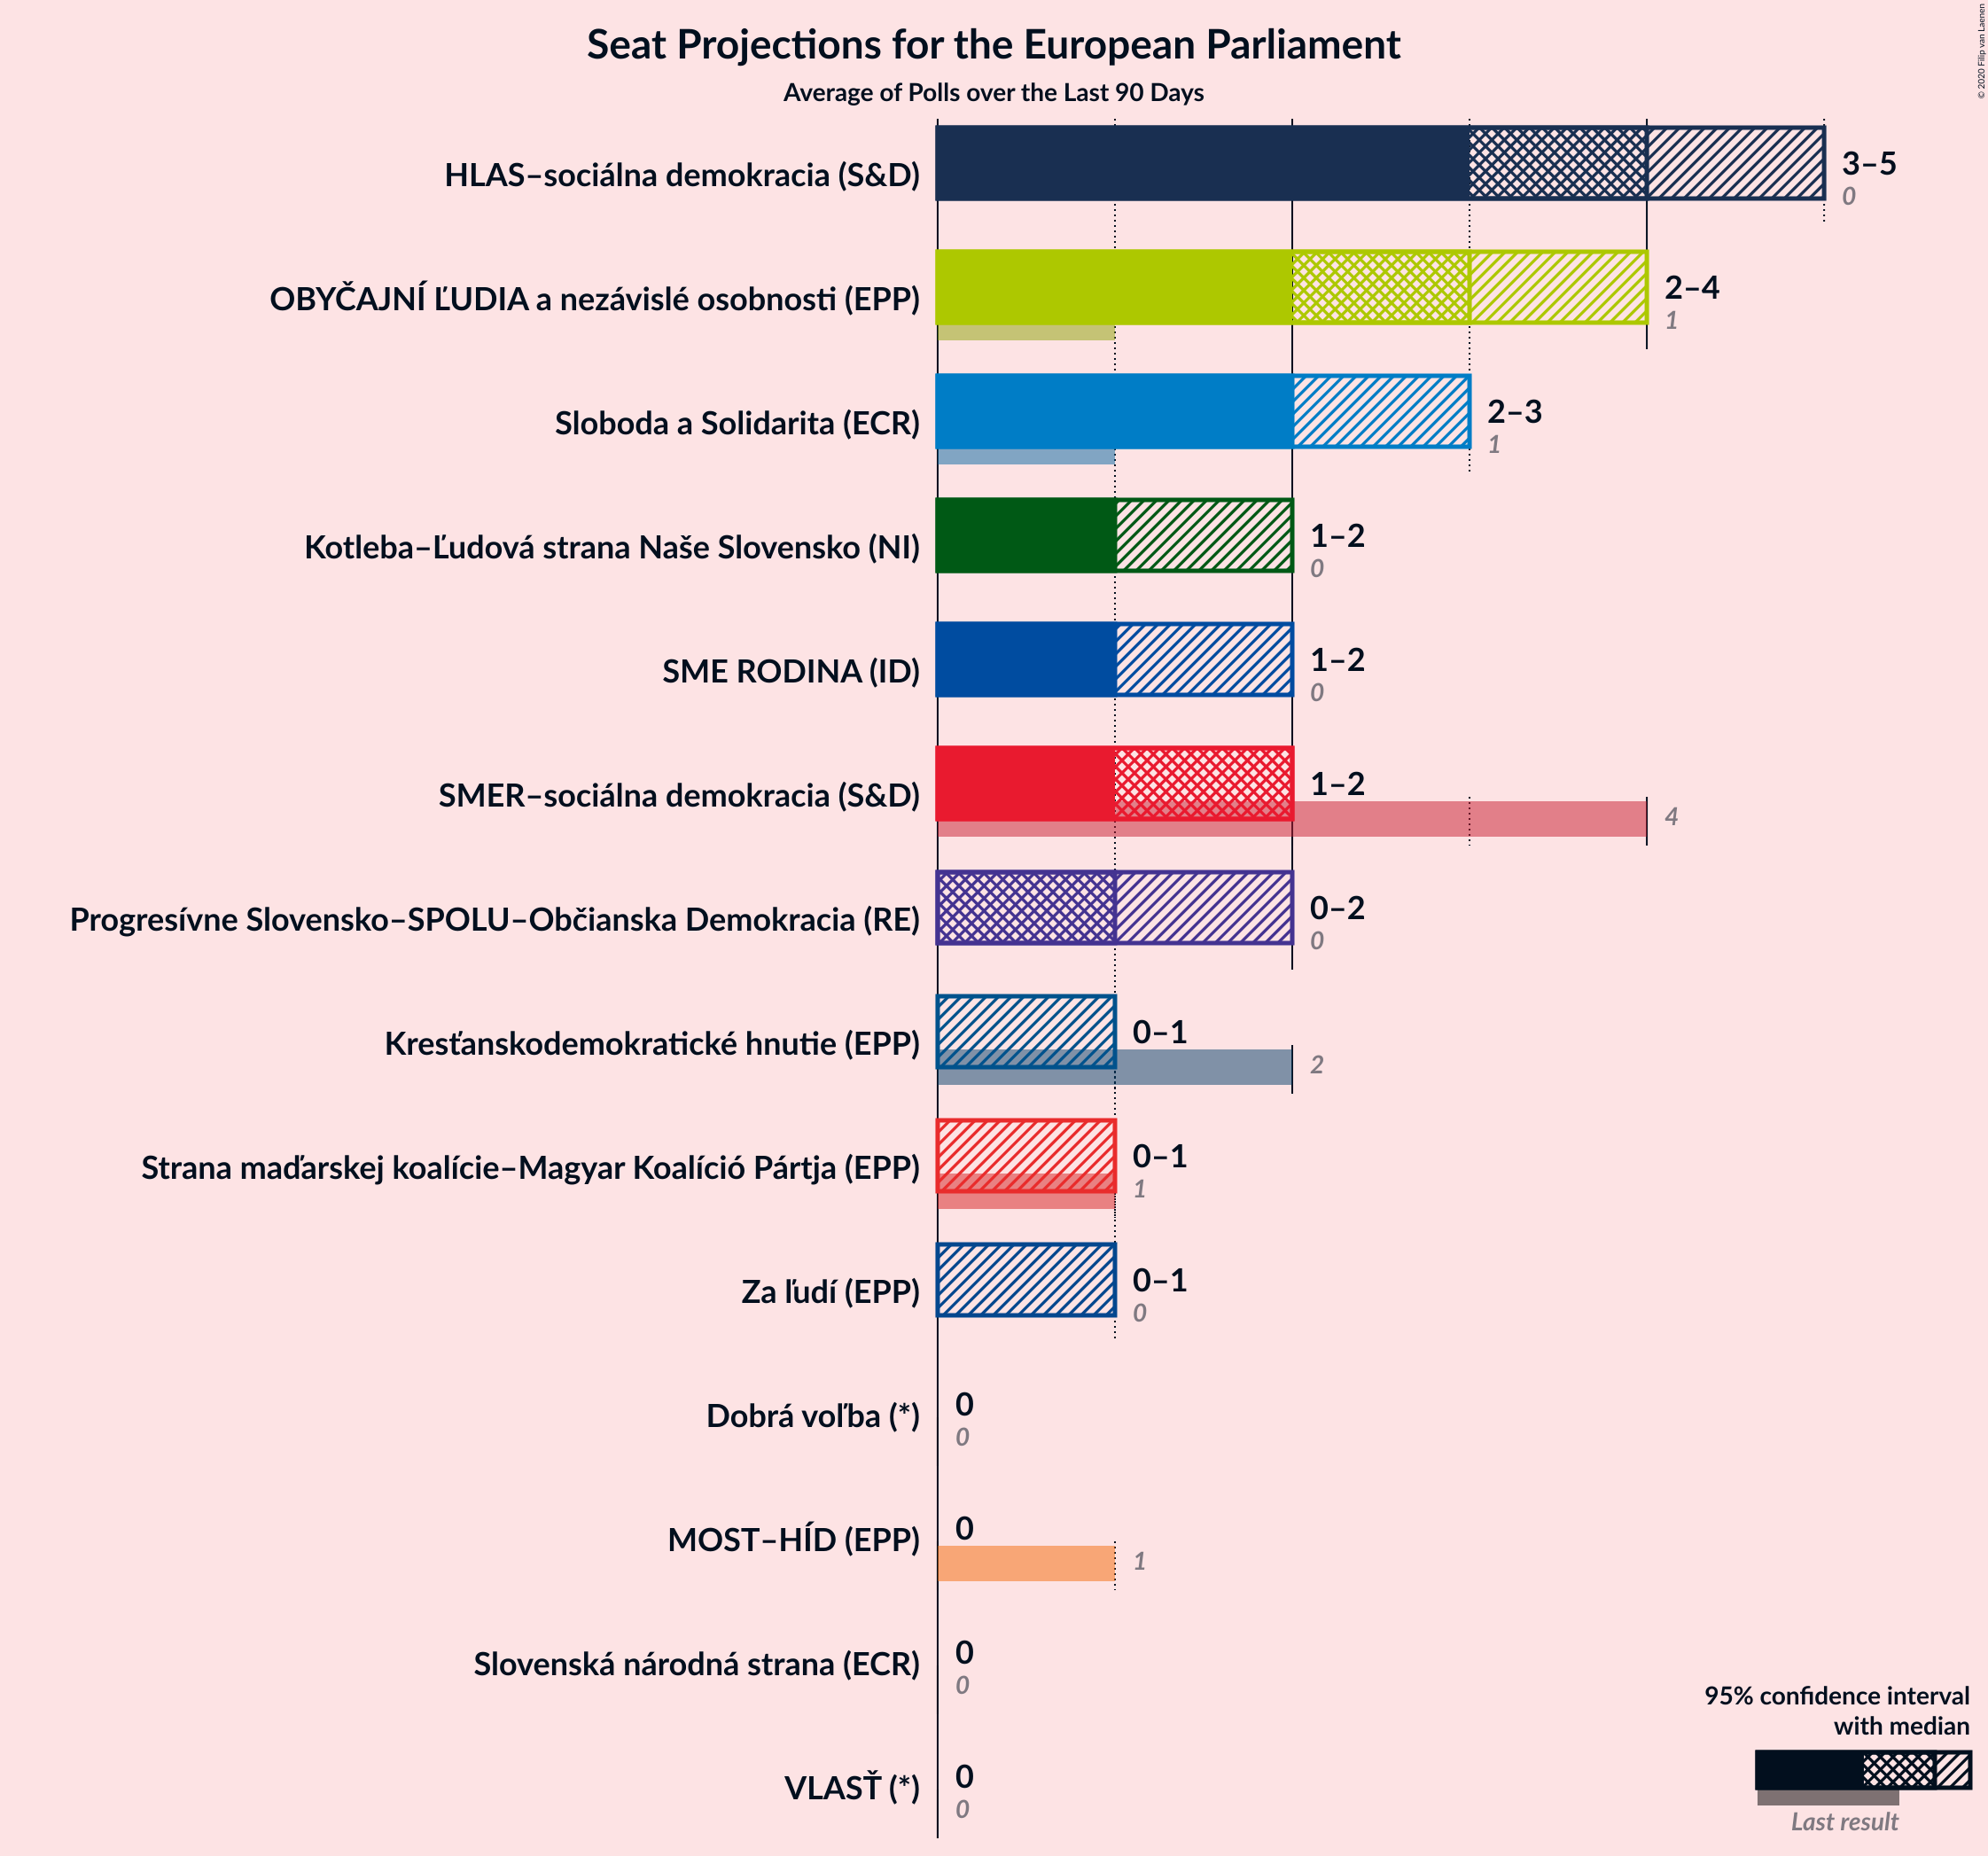 Seat Projections for the European Parliament
Average of Polls over the Last 90 Days
© 2020 Filip van Laenen
HLAS–sociálna demokracia (S&D)
3–5
0
OBYČAJNÍ ĽUDIA a nezávislé osobnosti (EPP)
2–4
1
Sloboda a Solidarita (ECR)
2–3
1
Kotleba–Ľudová strana Naše Slovensko (NI)
1–2
0
SME RODINA (ID)
1–2
0
SMER–sociálna demokracia (S&D)
1–2
4
Progresívne Slovensko–SPOLU–Občianska Demokracia (RE)
0–2
0
Kresťanskodemokratické hnutie (EPP)
0–1
2
Strana maďarskej koalície–Magyar Koalíció Pártja (EPP)
0–1
1
Za ľudí (EPP)
0–1
0
Dobrá voľba (*)
0
0
MOST–HÍD (EPP)
0
1
Slovenská národná strana (ECR)
0
0
VLASŤ (*)
0
0
95% confidence interval
with median
Last result